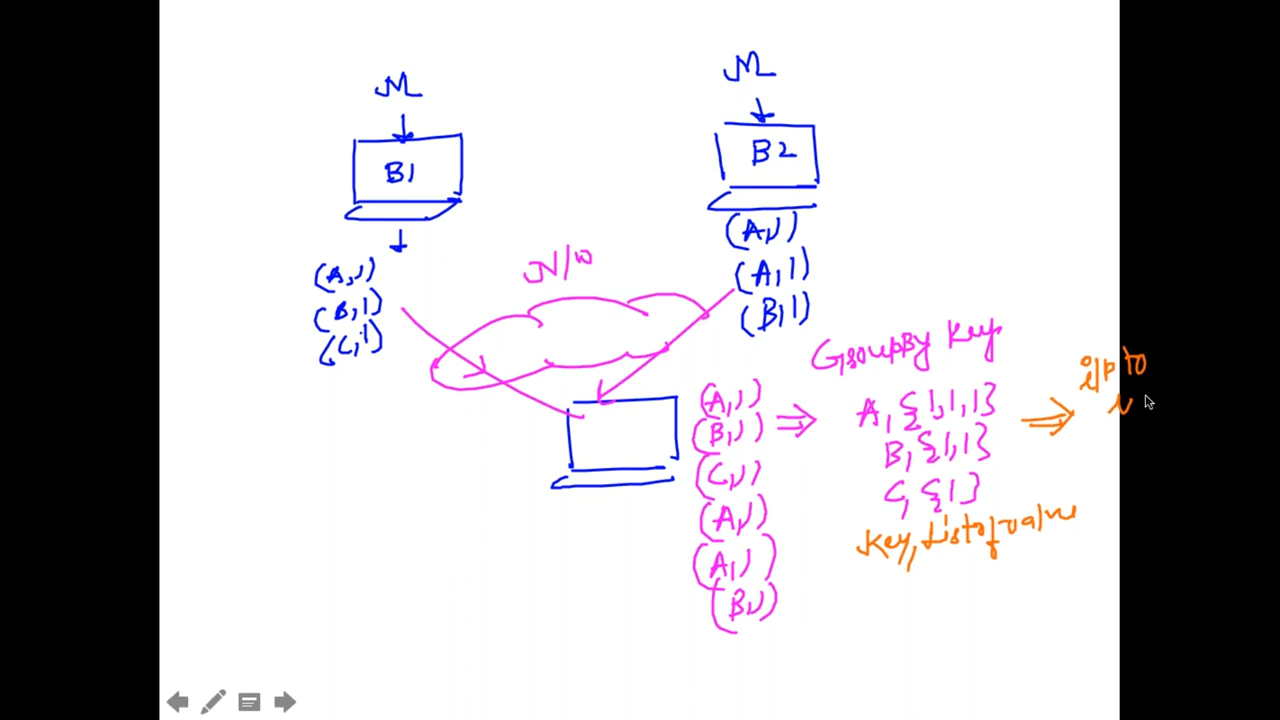 M
M
B1
B2
(A,1)
(A,1)
(B,1)
(A,1)
(B,1)
(C,1)
N/W
GroupBy Key
(A,1)
(B,1)
(C,1)
(A,1)
(A,1)
(B,1)
A, {1,1,1}
B, {1,1}
C, {1}
Key, List of value
i/p to